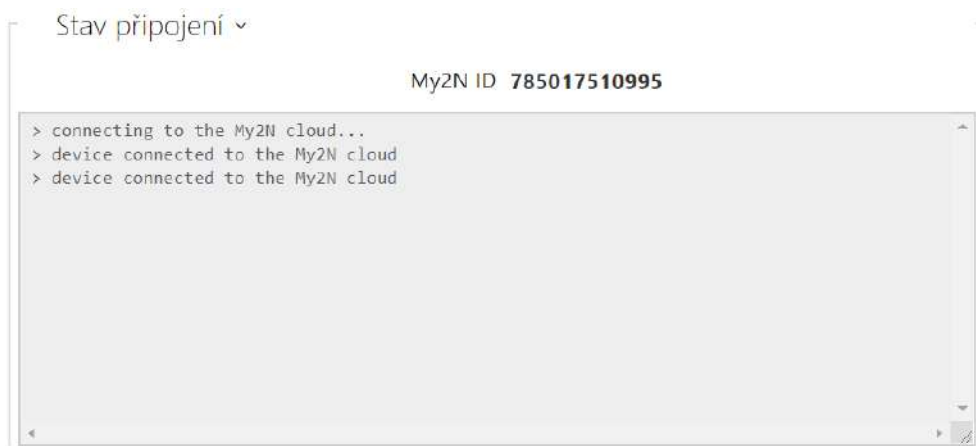 Stav připojení
My2N ID 785017510995
> connecting to the My2N cloud...
> device connected to the My2N cloud
> device connected to the My2N cloud